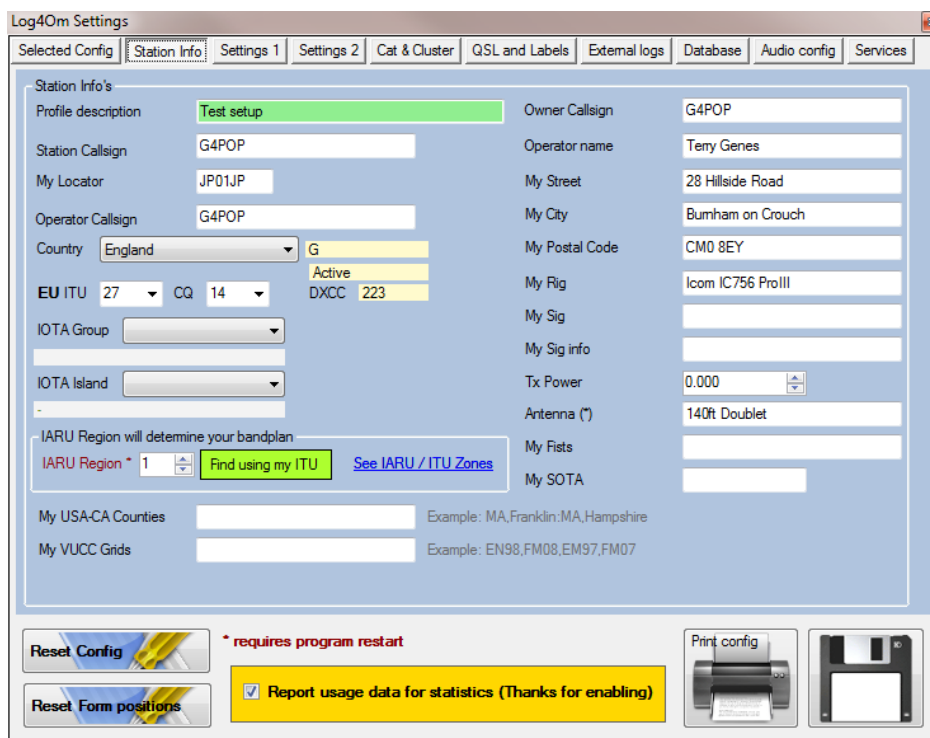 Log4Om Settings
Selected Config Station Info Settings 1 Settings 2 Cat & Cluster QSL and Labels External logs Database Audio config Services
Station Info's
Profile description Test setup
Station Callsign G4POP
My Locator JP01JP
Operator Callsign G4POP
Country England G
Active
EU ITU 27 CQ 14 DXCC 223
IOTA Group
IOTA Island
-
IARU Region will determine your bandplan
IARU Region * 1 Find using my ITU See IARU / ITU Zones
Owner Callsign G4POP
Operator name Terry Genes
My Street 28 Hillside Road
My City Burnham on Crouch
My Postal Code CM0 8EY
My Rig Icom IC756 ProIII
My Sig
My Sig info
Tx Power 0.000
Antenna (*) 140ft Doublet
My Fists
My SOTA
My USA-CA Counties Example: MA,Franklin:MA,Hampshire
My VUCC Grids Example: EN98,FM08,EM97,FM07
Reset Config
Reset Form positions
* requires program restart
Report usage data for statistics (Thanks for enabling)
Print config